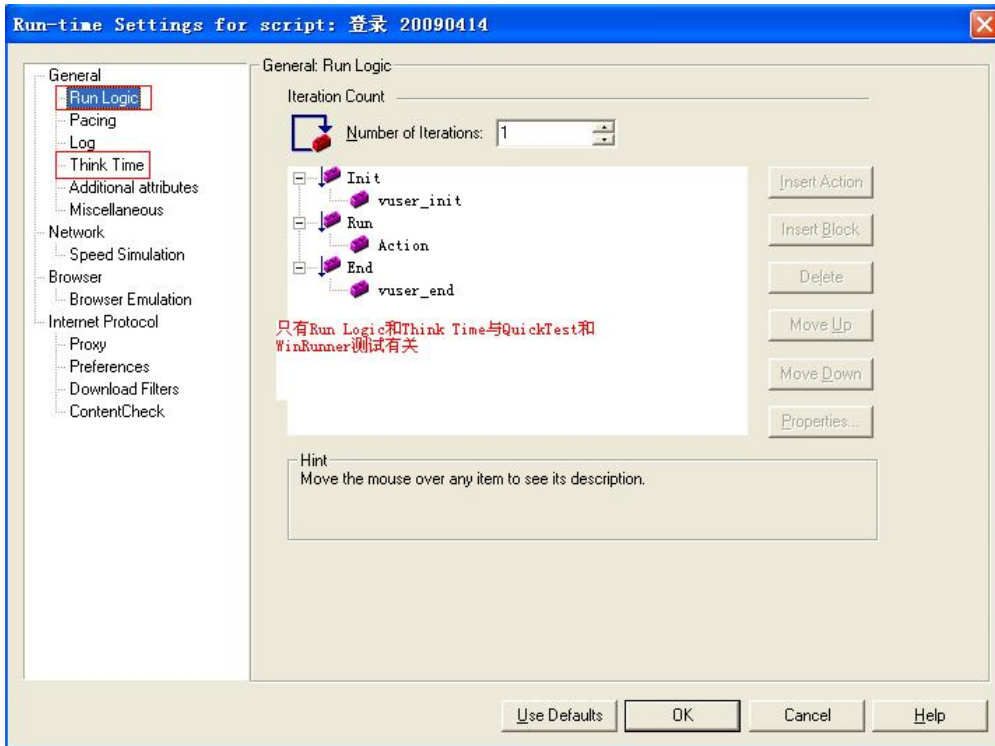 Run-time Settings for script: 登录 20090414
General
Run Logic
Pacing
Log
Think Time
Additional attributes
Miscellaneous
Network
Speed Simulation
Browser
Browser Emulation
Internet Protocol
Proxy
Preferences
Download Filters
ContentCheck
General: Run Logic
Iteration Count
Number of Iterations: 1
Init
vuser_init
Run
Action
End
vuser_end
只有Run Logic和Think Time与QuickTest和
WinRunner测试有关
Insert Action
Insert Block
Delete
Move Up
Move Down
Properties...
Hint
Move the mouse over any item to see its description.
Use Defaults
OK
Cancel
Help